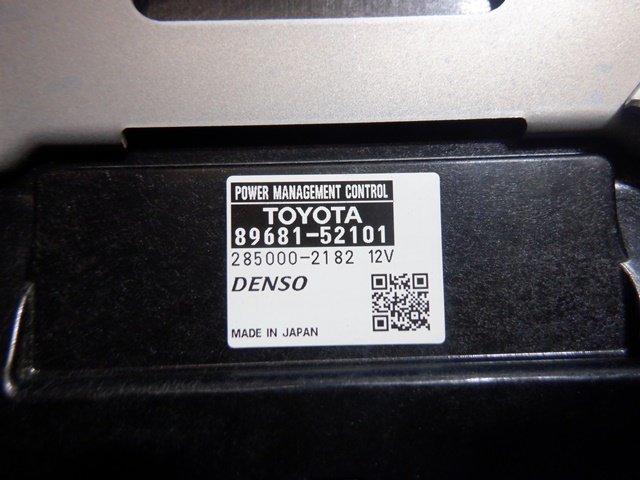 POWER MANAGEMENT CONTROL
TOYOTA
89681-52101
285000-2182 12V
DENSO
MADE IN JAPAN